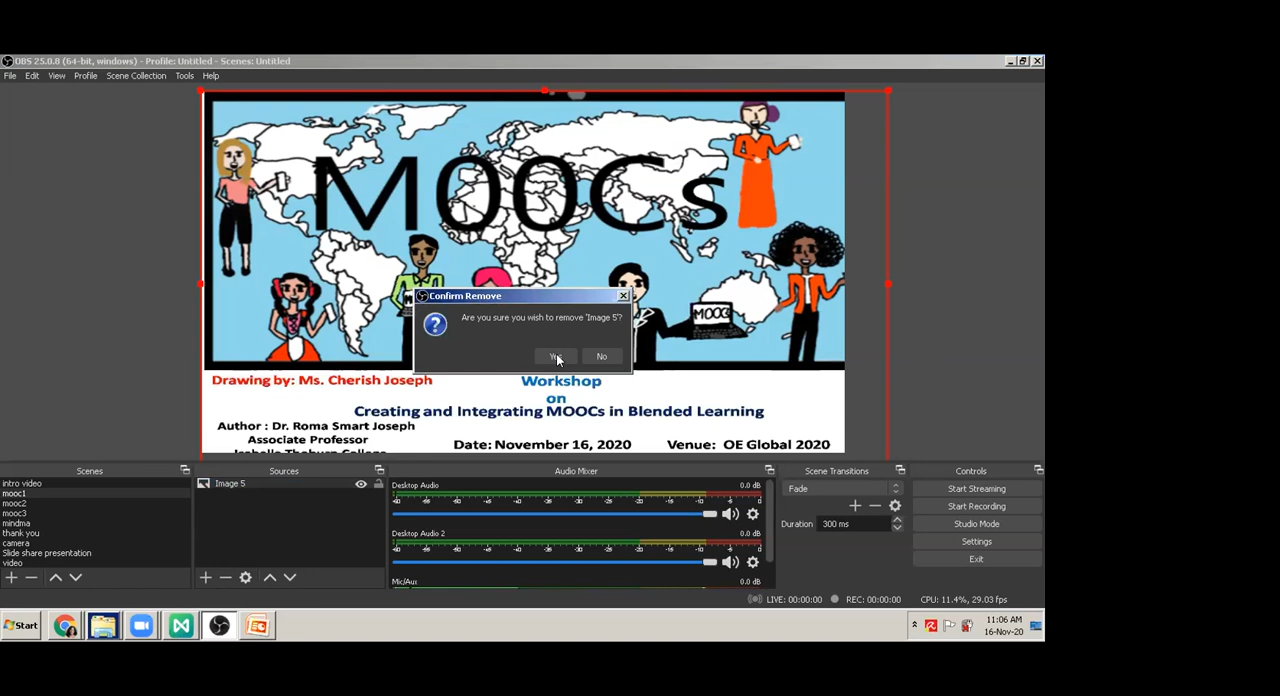 OBS 25.0.8 (64-bit, windows) - Profile: Untitled - Scenes: Untitled
File Edit View Profile Scene Collection Tools Help
MOOCs
MOOC
Confirm Remove
Are you sure you wish to remove 'Image 5'?
Yes No
Drawing by: Ms. Cherish Joseph
Workshop
on
Creating and Integrating MOOCs in Blended Learning
Author : Dr. Roma Smart Joseph
Associate Professor
Isabella Thoburn College
Date: November 16, 2020 Venue: OE Global 2020
Scenes
intro video
mooc1
mooc2
mooc3
mindma
thank you
camera
Slide share presentation
video
Sources
Image 5
Audio Mixer
Desktop Audio 0.0 dB
Desktop Audio 2 0.0 dB
Mic/Aux 0.0 dB
Scene Transitions
Fade
Duration 300 ms
Controls
Start Streaming
Start Recording
Studio Mode
Settings
Exit
LIVE: 00:00:00 REC: 00:00:00 CPU: 11.4%, 29.03 fps
Start
11:06 AM
16-Nov-20